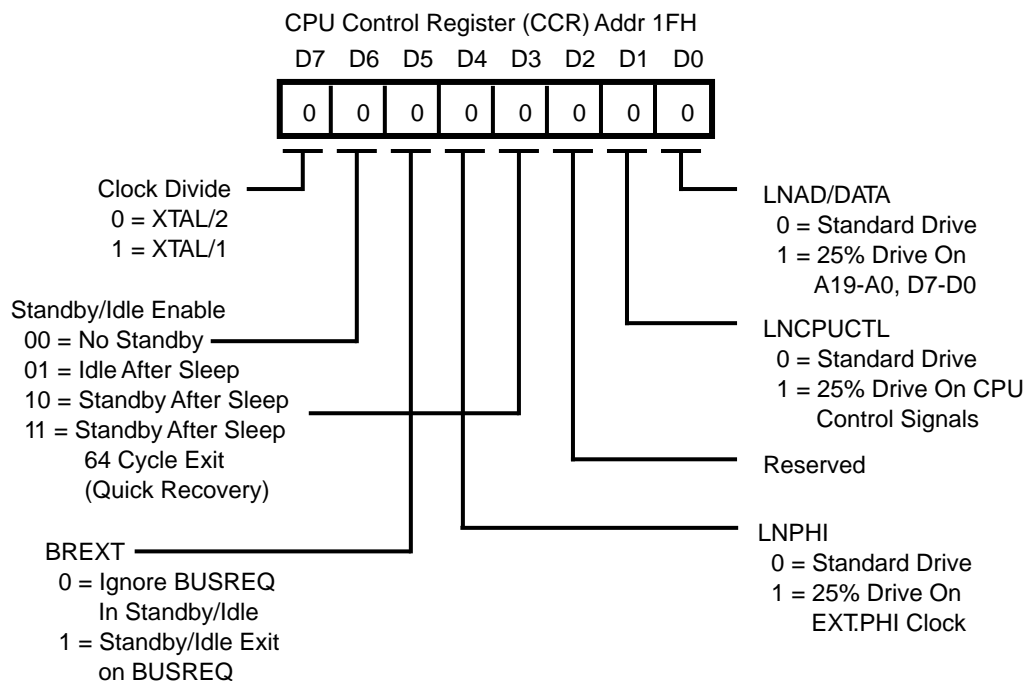 CPU Control Register (CCR) Addr 1FH
D7 D6 D5 D4 D3 D2 D1 D0
0 0 0 0 0 0 0 0
Clock Divide
0 = XTAL/2
1 = XTAL/1
Standby/Idle Enable
00 = No Standby
01 = Idle After Sleep
10 = Standby After Sleep
11 = Standby After Sleep
64 Cycle Exit
(Quick Recovery)
BREXT
0 = Ignore BUSREQ
In Standby/Idle
1 = Standby/Idle Exit
on BUSREQ
LNAD/DATA
0 = Standard Drive
1 = 25% Drive On
A19-A0, D7-D0
LNCPUCTL
0 = Standard Drive
1 = 25% Drive On CPU
Control Signals
Reserved
LNPHI
0 = Standard Drive
1 = 25% Drive On
EXT.PHI Clock